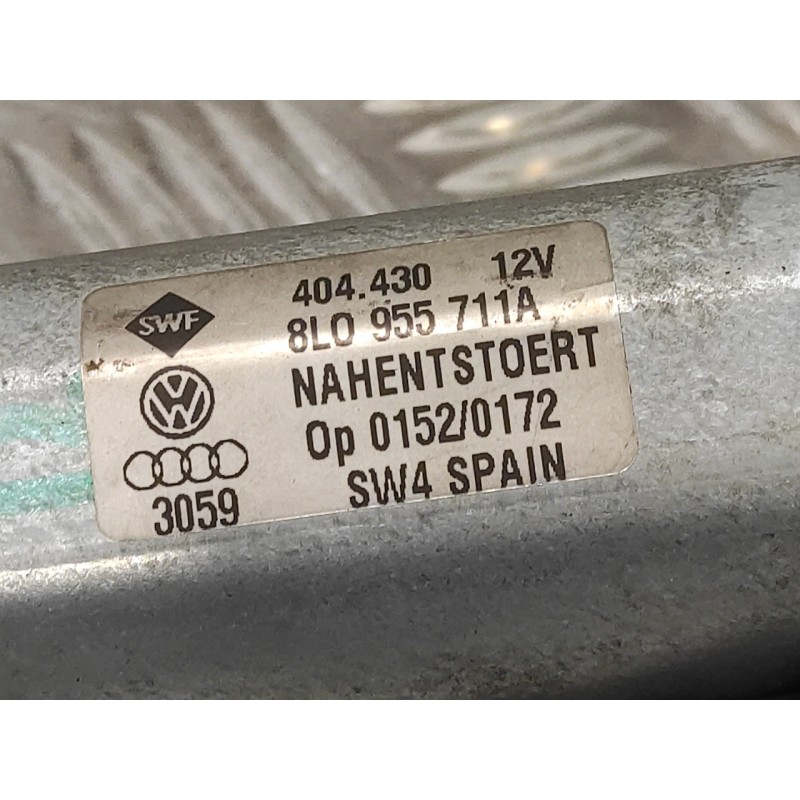 404.430 12V
SWF
8L0 955 711A
NAHENTSTOERT
Op 0152/0172
3059
SW4 SPAIN